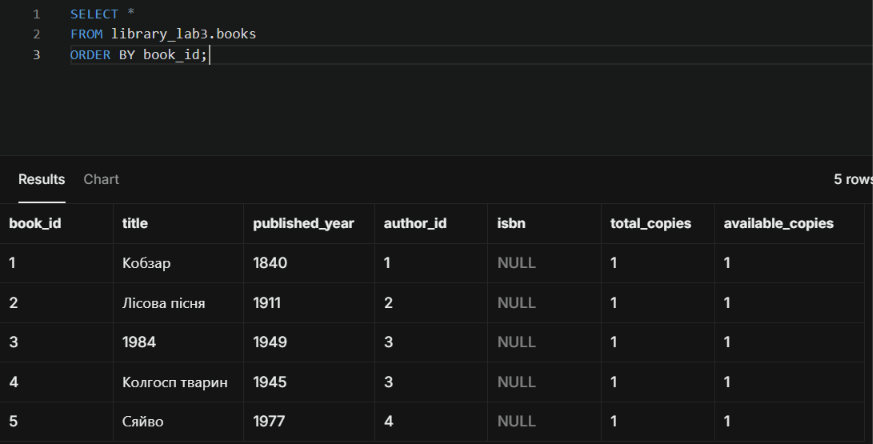 1 SELECT *
2 FROM library_lab3.books
3 ORDER BY book_id;
Results Chart 5 rows
book_id title published_year author_id isbn total_copies available_copies
1 Кобзар 1840 1 NULL 1 1
2 Лісова пісня 1911 2 NULL 1 1
3 1984 1949 3 NULL 1 1
4 Колгосп тварин 1945 3 NULL 1 1
5 Сяйво 1977 4 NULL 1 1